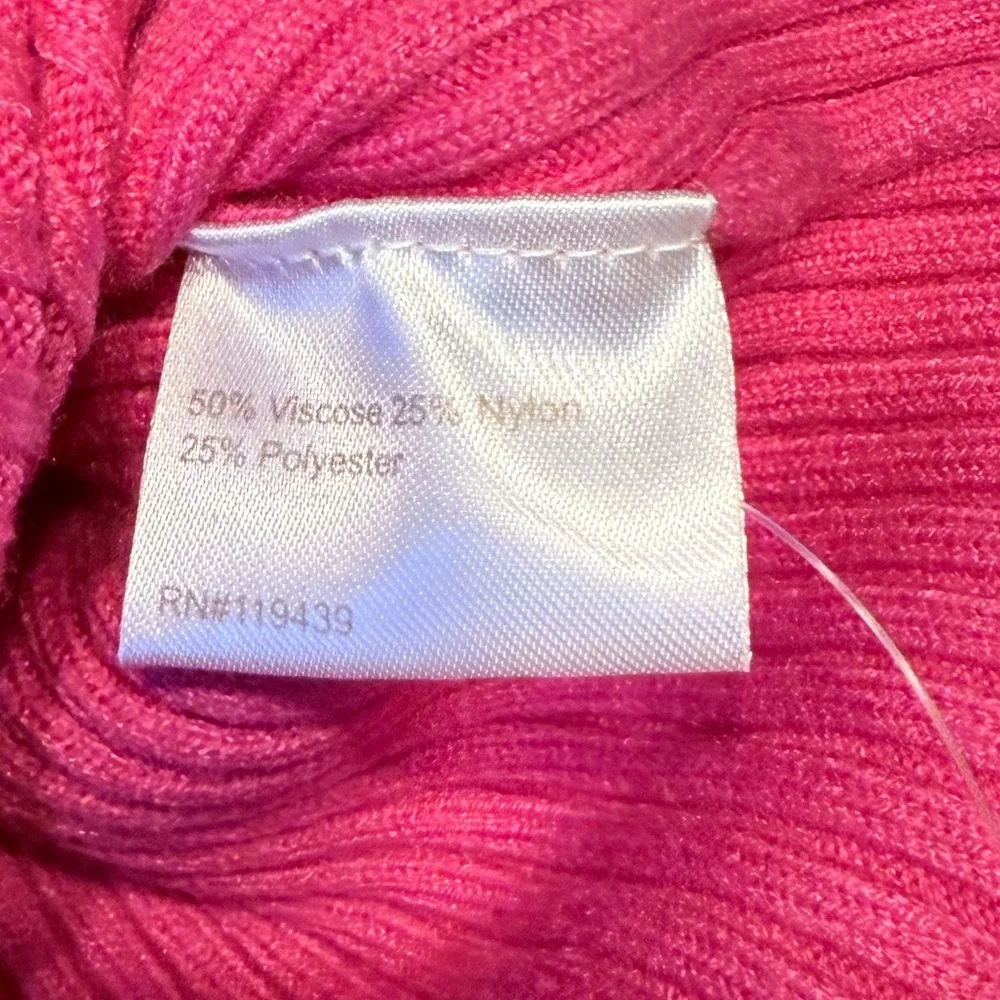 50% Viscose 25% Nylon
25% Polyester
RN#119439